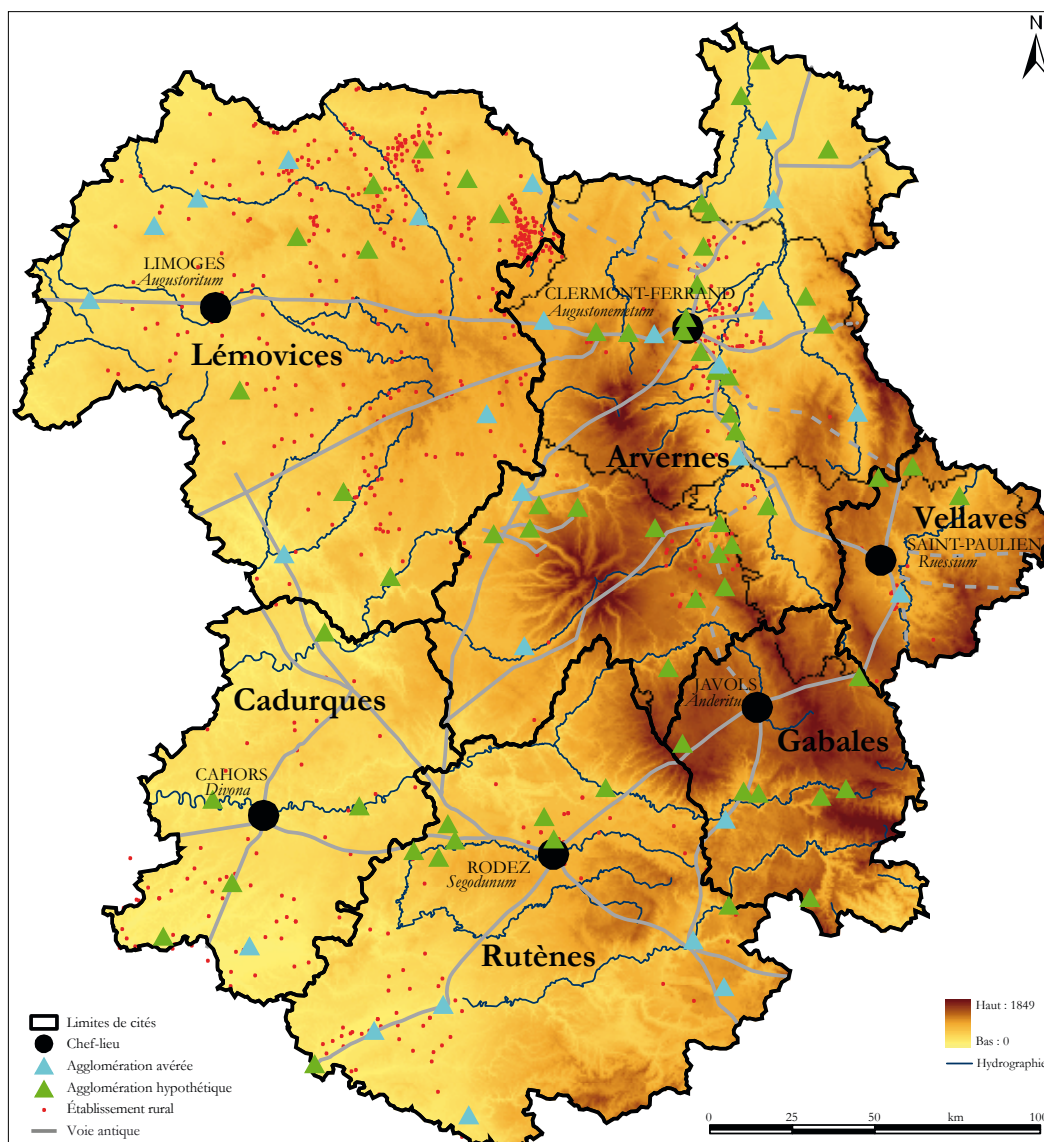 N
LIMOGES
Augustoritum
Lémovices
CLERMONT-FERRAND
Augustonemetum
Arvernes
Vellaves
SAINT-PAULIEN
Ruessium
Cadurques
JAVOLS
Anderitu
Gabales
CAHORS
Divona
RODEZ
Segodunum
Rutènes
Limites de cités
Chef-lieu
Agglomération avérée
Agglomération hypothétique
Établissement rural
Voie antique
Haut : 1849
Bas : 0
Hydrographie
0 25 50 km 100